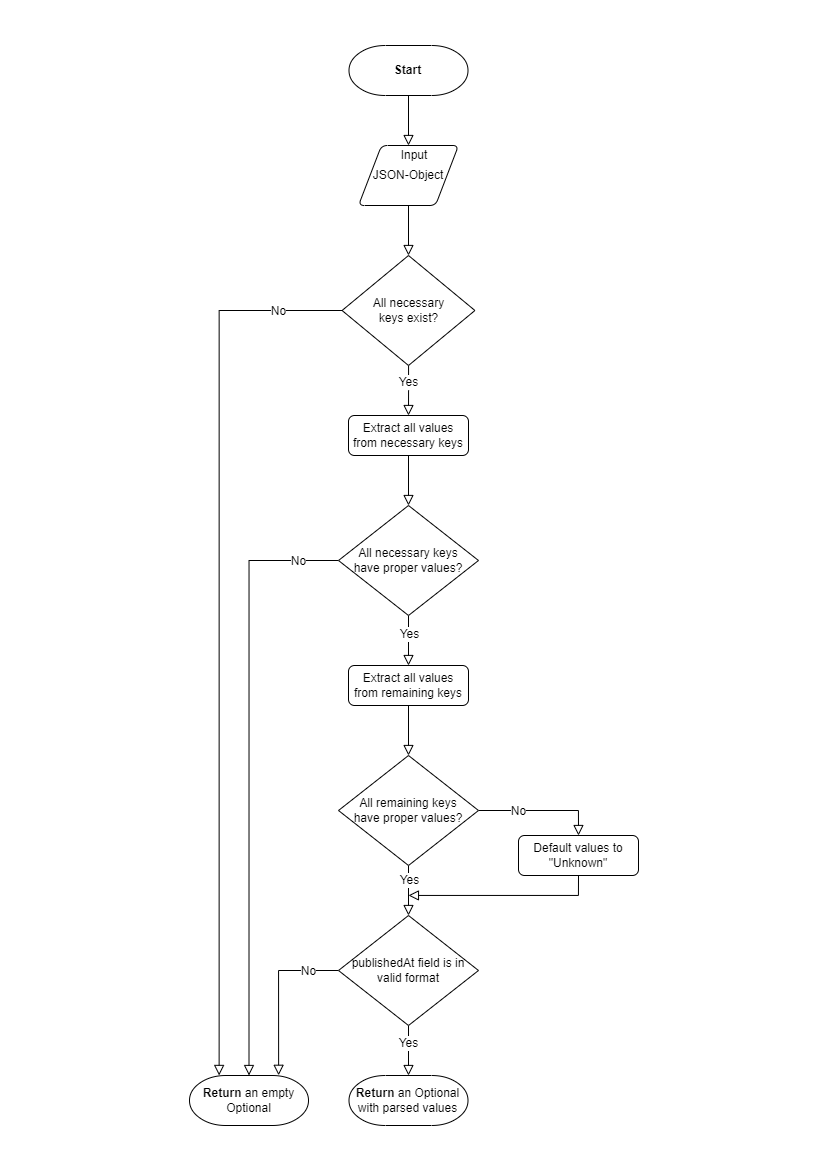 Start
Input
JSON-Object
All necessary
keys exist?
No
Yes
Extract all values
from necessary keys
All necessary keys
have proper values?
No
Yes
Extract all values
from remaining keys
All remaining keys
have proper values?
No
Default values to
"Unknown"
Yes
publishedAt field is in
valid format
No
Yes
Return an empty
Optional
Return an Optional
with parsed values